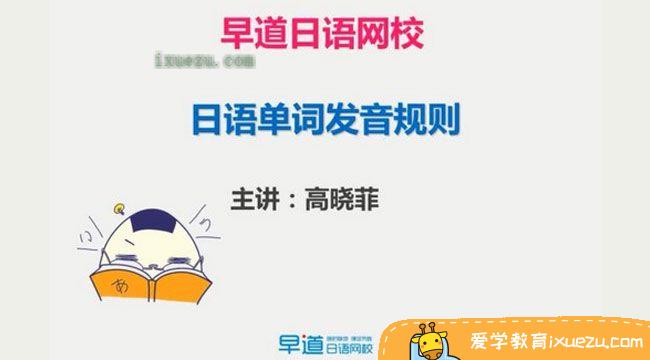 早道日语网校
ixuezu.com
日语单词发音规则
主讲：高晓菲
あ
早道
日语网校
爱学教育ixuezu.com